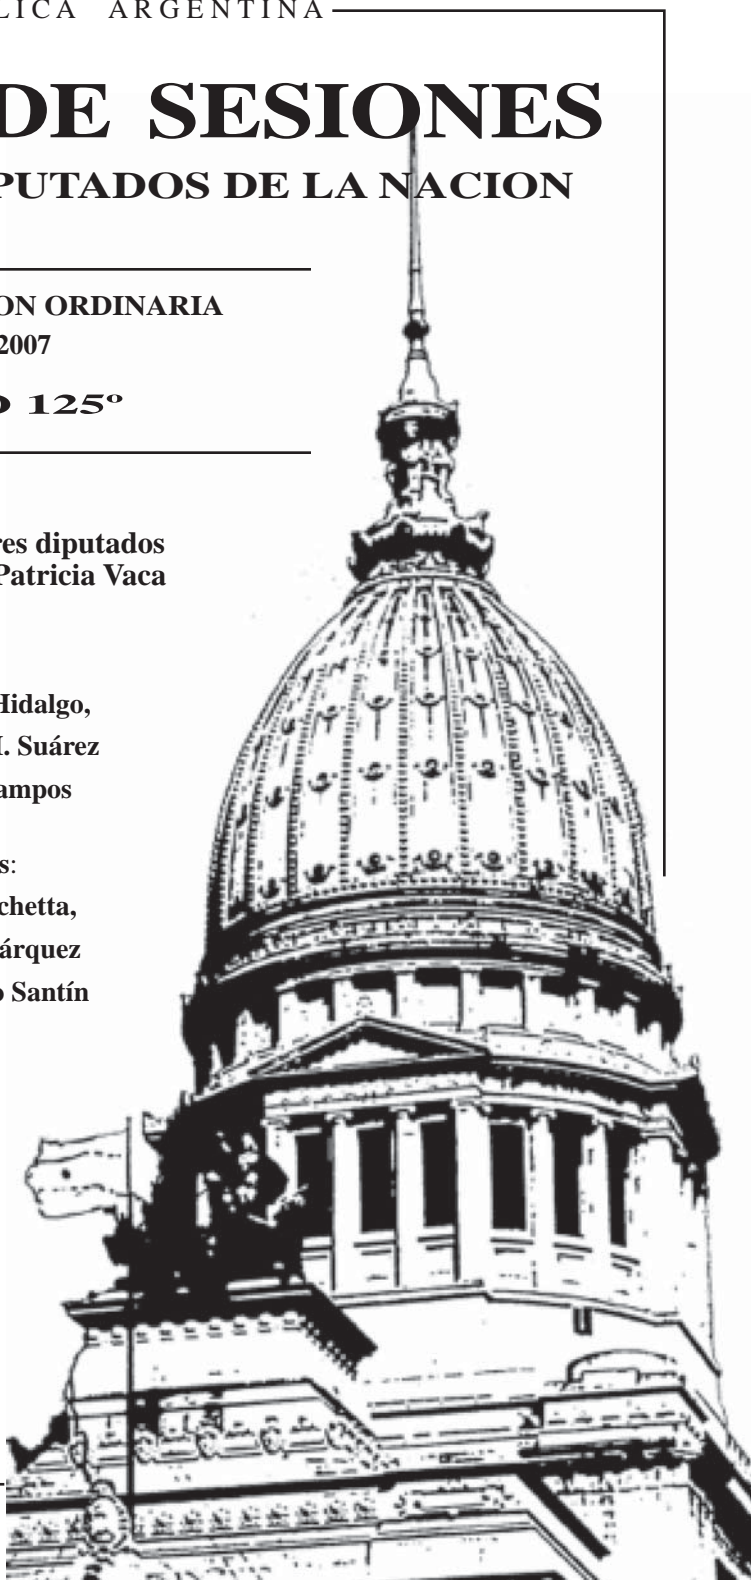 LICA ARGENTINA
DE SESIONES
PUTADOS DE LA NACION
ON ORDINARIA
2007
O 125º
res diputados
Patricia Vaca
Hidalgo,
I. Suárez
ampos
s:
chetta,
árquez
o Santín